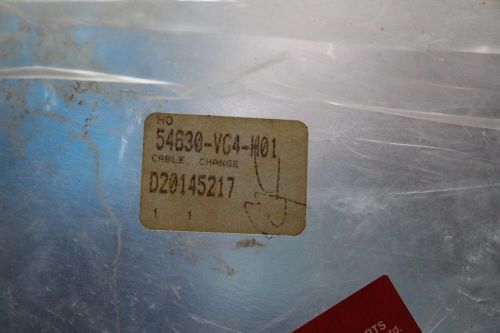 HO
54630-VG4-H01
CABLE, CHANGE
D20145217
1 1